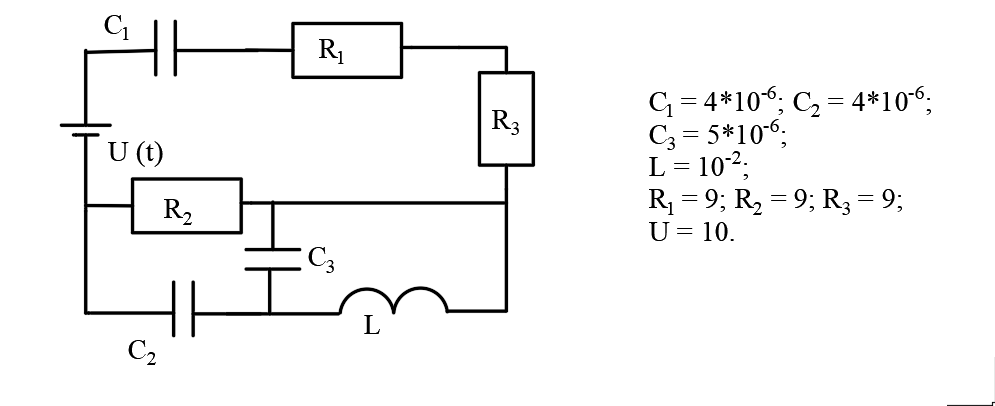 C₁
R₁
R₃
U (t)
R₂
C₃
L
C₂
C₁ = 4*10⁻⁶; C₂ = 4*10⁻⁶;
C₃ = 5*10⁻⁶;
L = 10⁻²;
R₁ = 9; R₂ = 9; R₃ = 9;
U = 10.